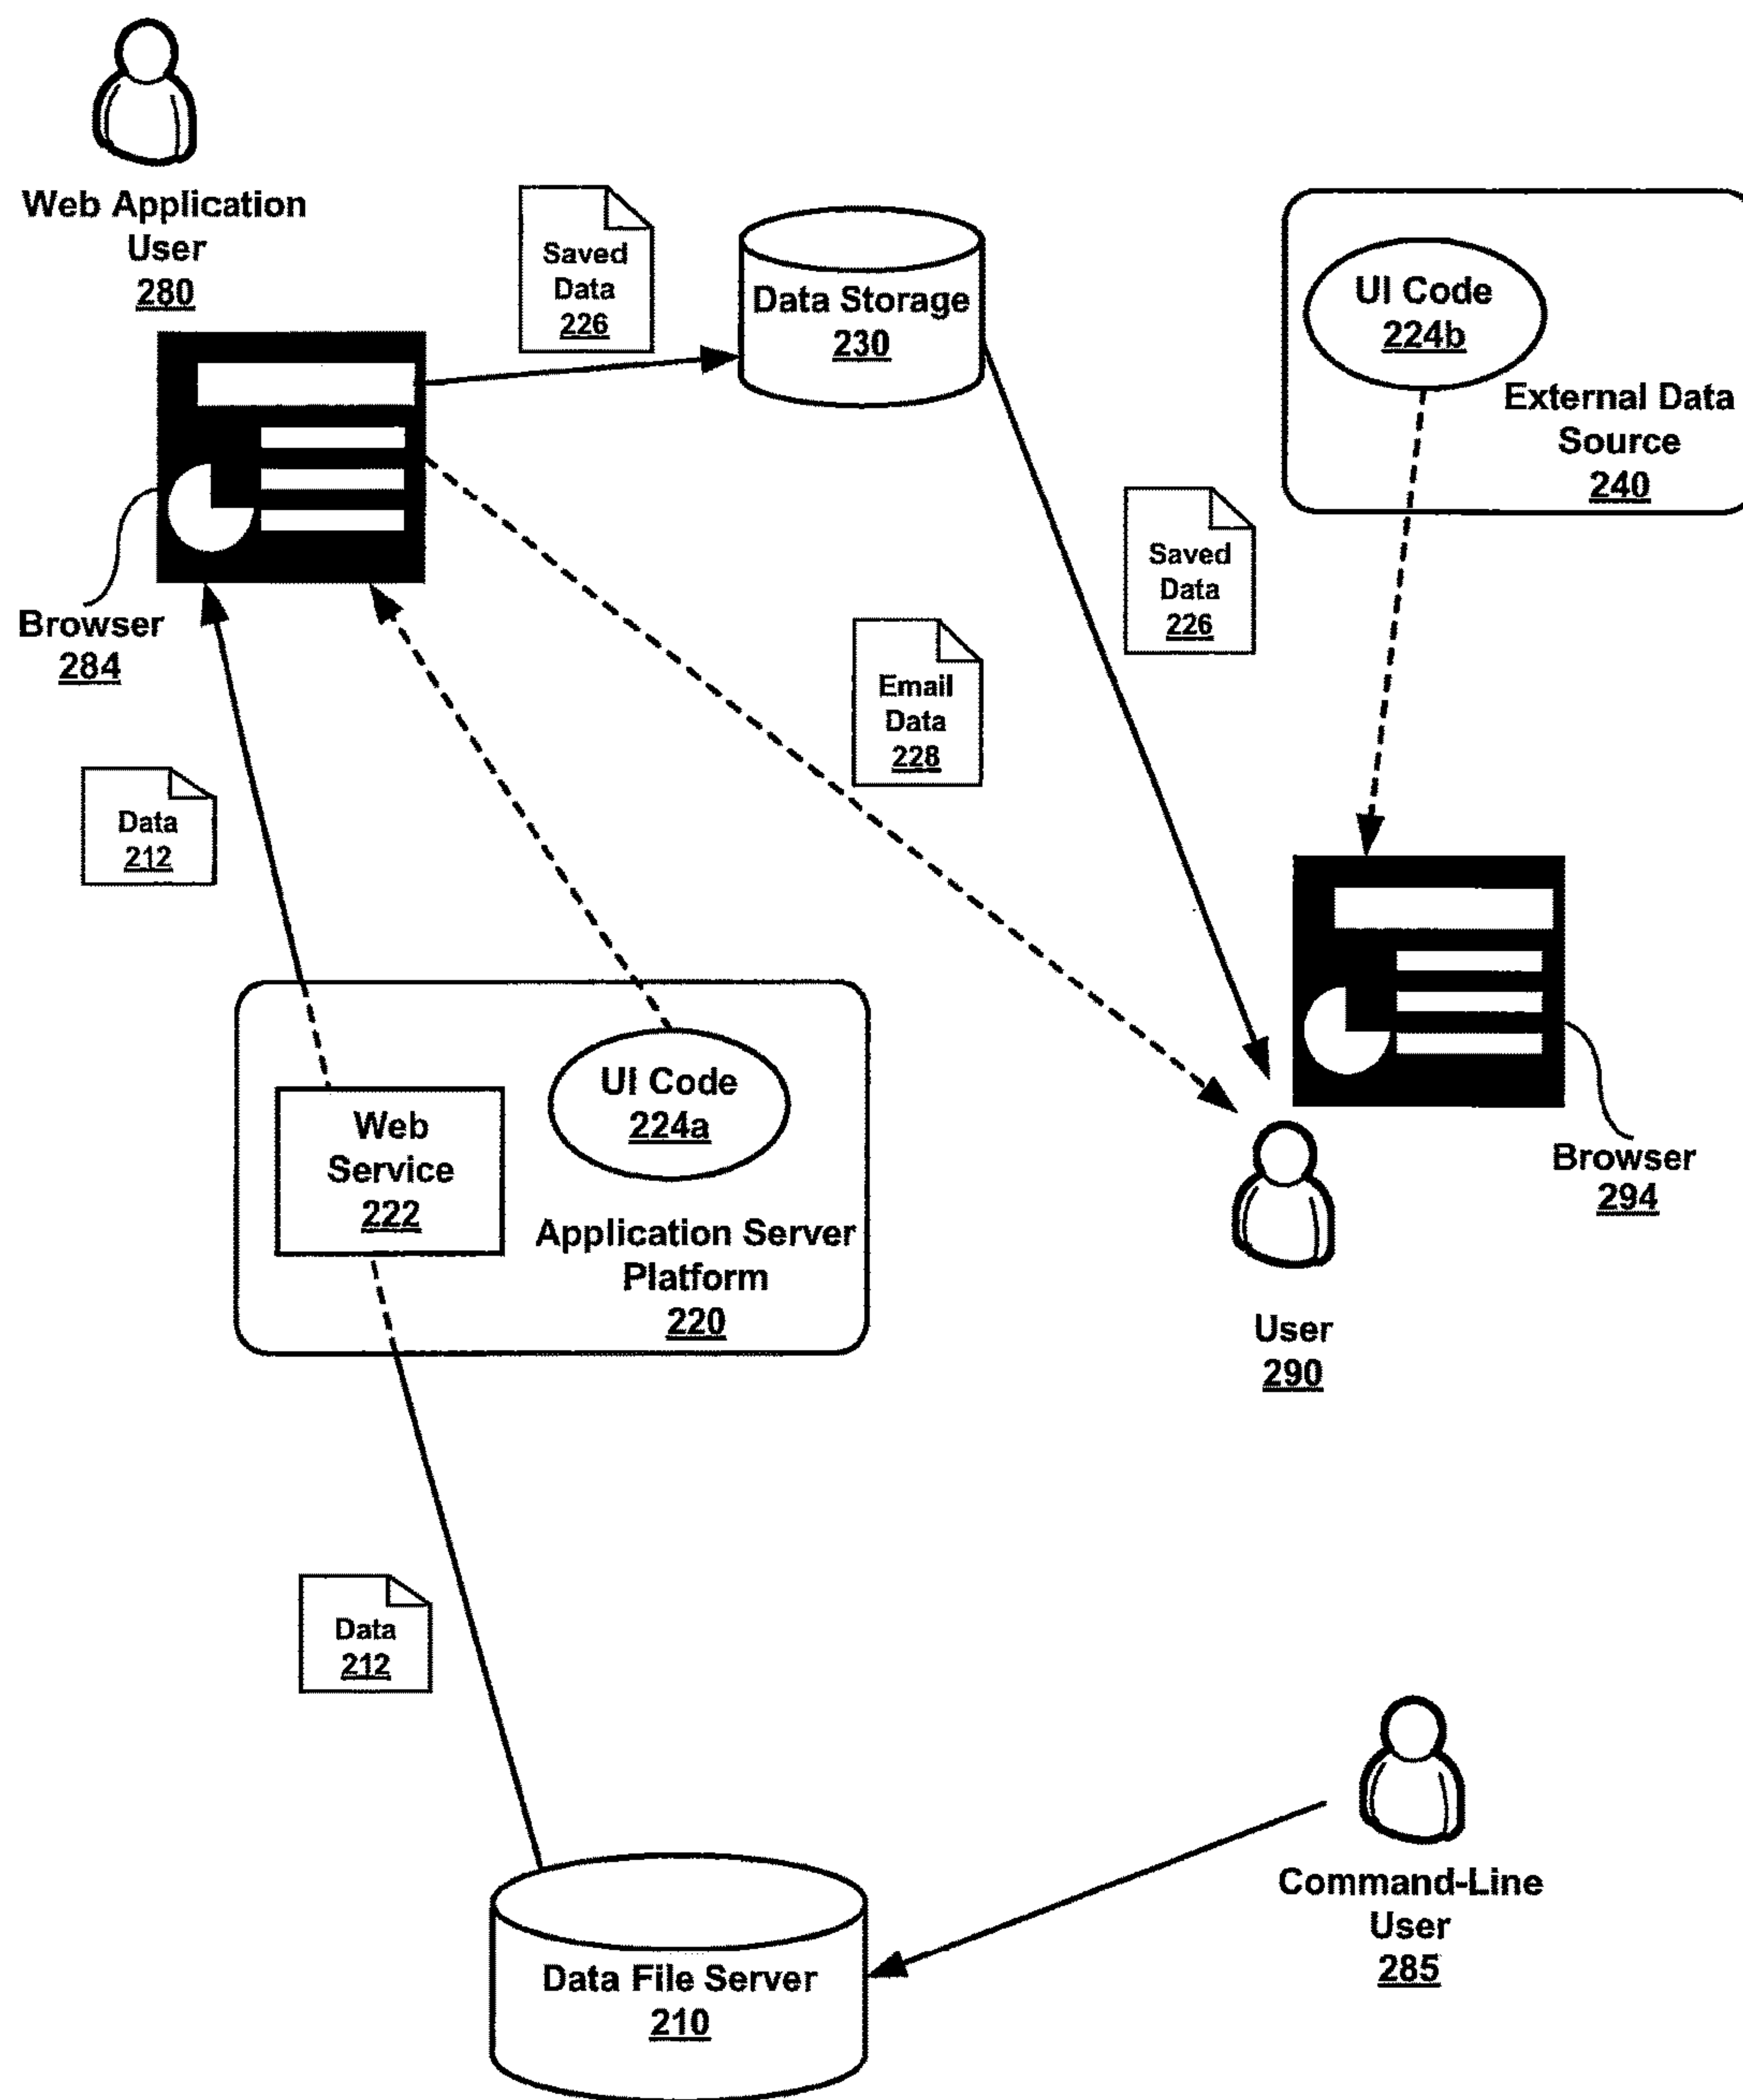 Web Application
User
280
Saved
Data
226
Data Storage
230
UI Code
224b
External Data
Source
240
Saved
Data
226
Browser
284
Email
Data
228
Data
212
UI Code
224a
Web
Service
222
Application Server
Platform
220
Browser
294
User
290
Data
212
Command-Line
User
285
Data File Server
210